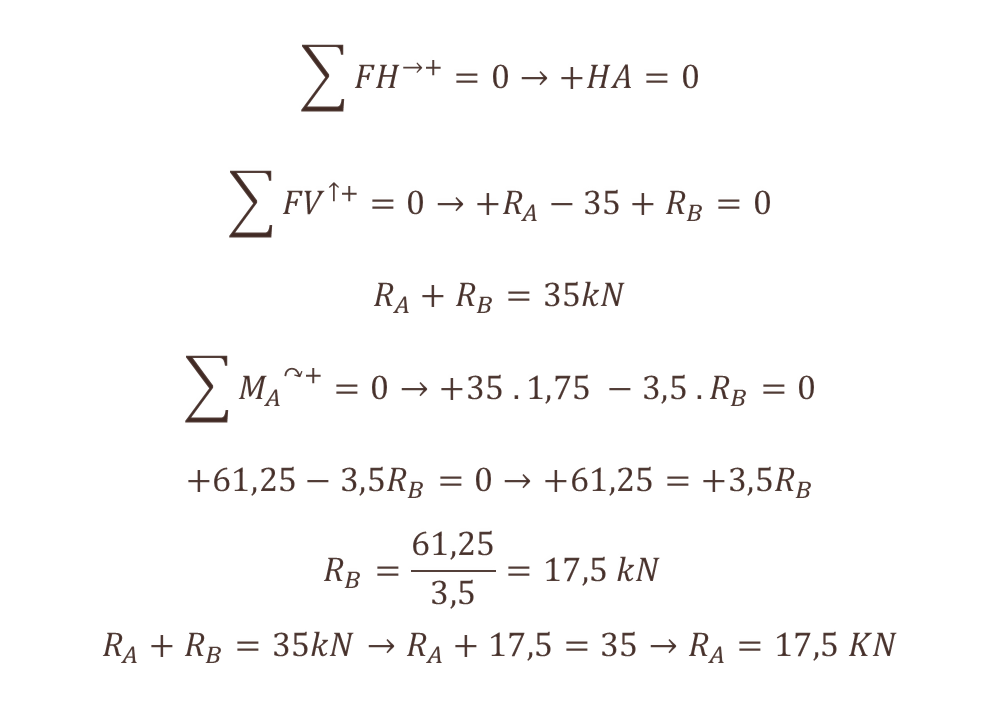 ∑ FH→+ = 0 → +HA = 0
∑ FV↑+ = 0 → +R_A − 35 + R_B = 0
R_A + R_B = 35kN
∑ M_A↷+ = 0 → +35 . 1,75 − 3,5 . R_B = 0
+61,25 − 3,5R_B = 0 → +61,25 = +3,5R_B
R_B = 61,25/3,5 = 17,5 kN
R_A + R_B = 35kN → R_A + 17,5 = 35 → R_A = 17,5 KN